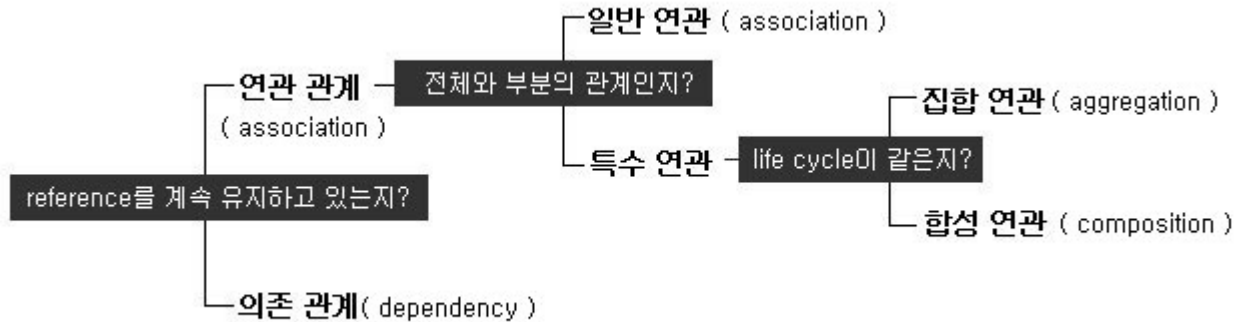 일반 연관 ( association )
연관 관계
전체와 부분의 관계인지?
( association )
집합 연관 ( aggregation )
특수 연관
life cycle이 같은지?
reference를 계속 유지하고 있는지?
합성 연관 ( composition )
의존 관계( dependency )